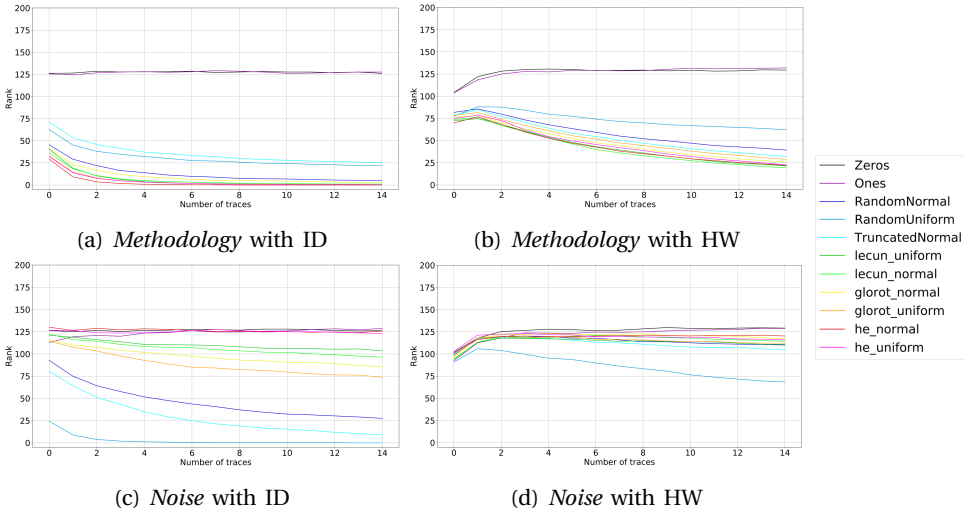 200
175
150
125
100
75
50
25
0
Rank
0 2 4 6 8 10 12 14
Number of traces
(a) Methodology with ID
200
175
150
125
100
75
50
25
0
Rank
0 2 4 6 8 10 12 14
Number of traces
(b) Methodology with HW
Zeros
Ones
RandomNormal
RandomUniform
TruncatedNormal
lecun_uniform
lecun_normal
glorot_normal
glorot_uniform
he_normal
he_uniform
200
175
150
125
100
75
50
25
0
Rank
0 2 4 6 8 10 12 14
Number of traces
(c) Noise with ID
200
175
150
125
100
75
50
25
0
Rank
0 2 4 6 8 10 12 14
Number of traces
(d) Noise with HW